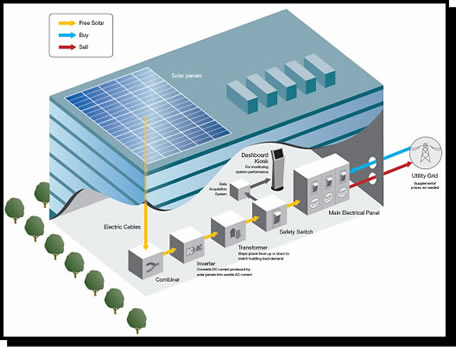 Free Solar
Buy
Sell
Solar panels
Dashboard
Kiosk
For monitoring
system performance.
Data
Acquisition
System
Utility Grid
Supplemental
power, as needed
Main Electrical Panel
Electric Cables
Safety Switch
Transformer
Steps power level up or down to
match building load demand
Inverter
Converts DC current produced by
solar panels into usable AC current
Combiner